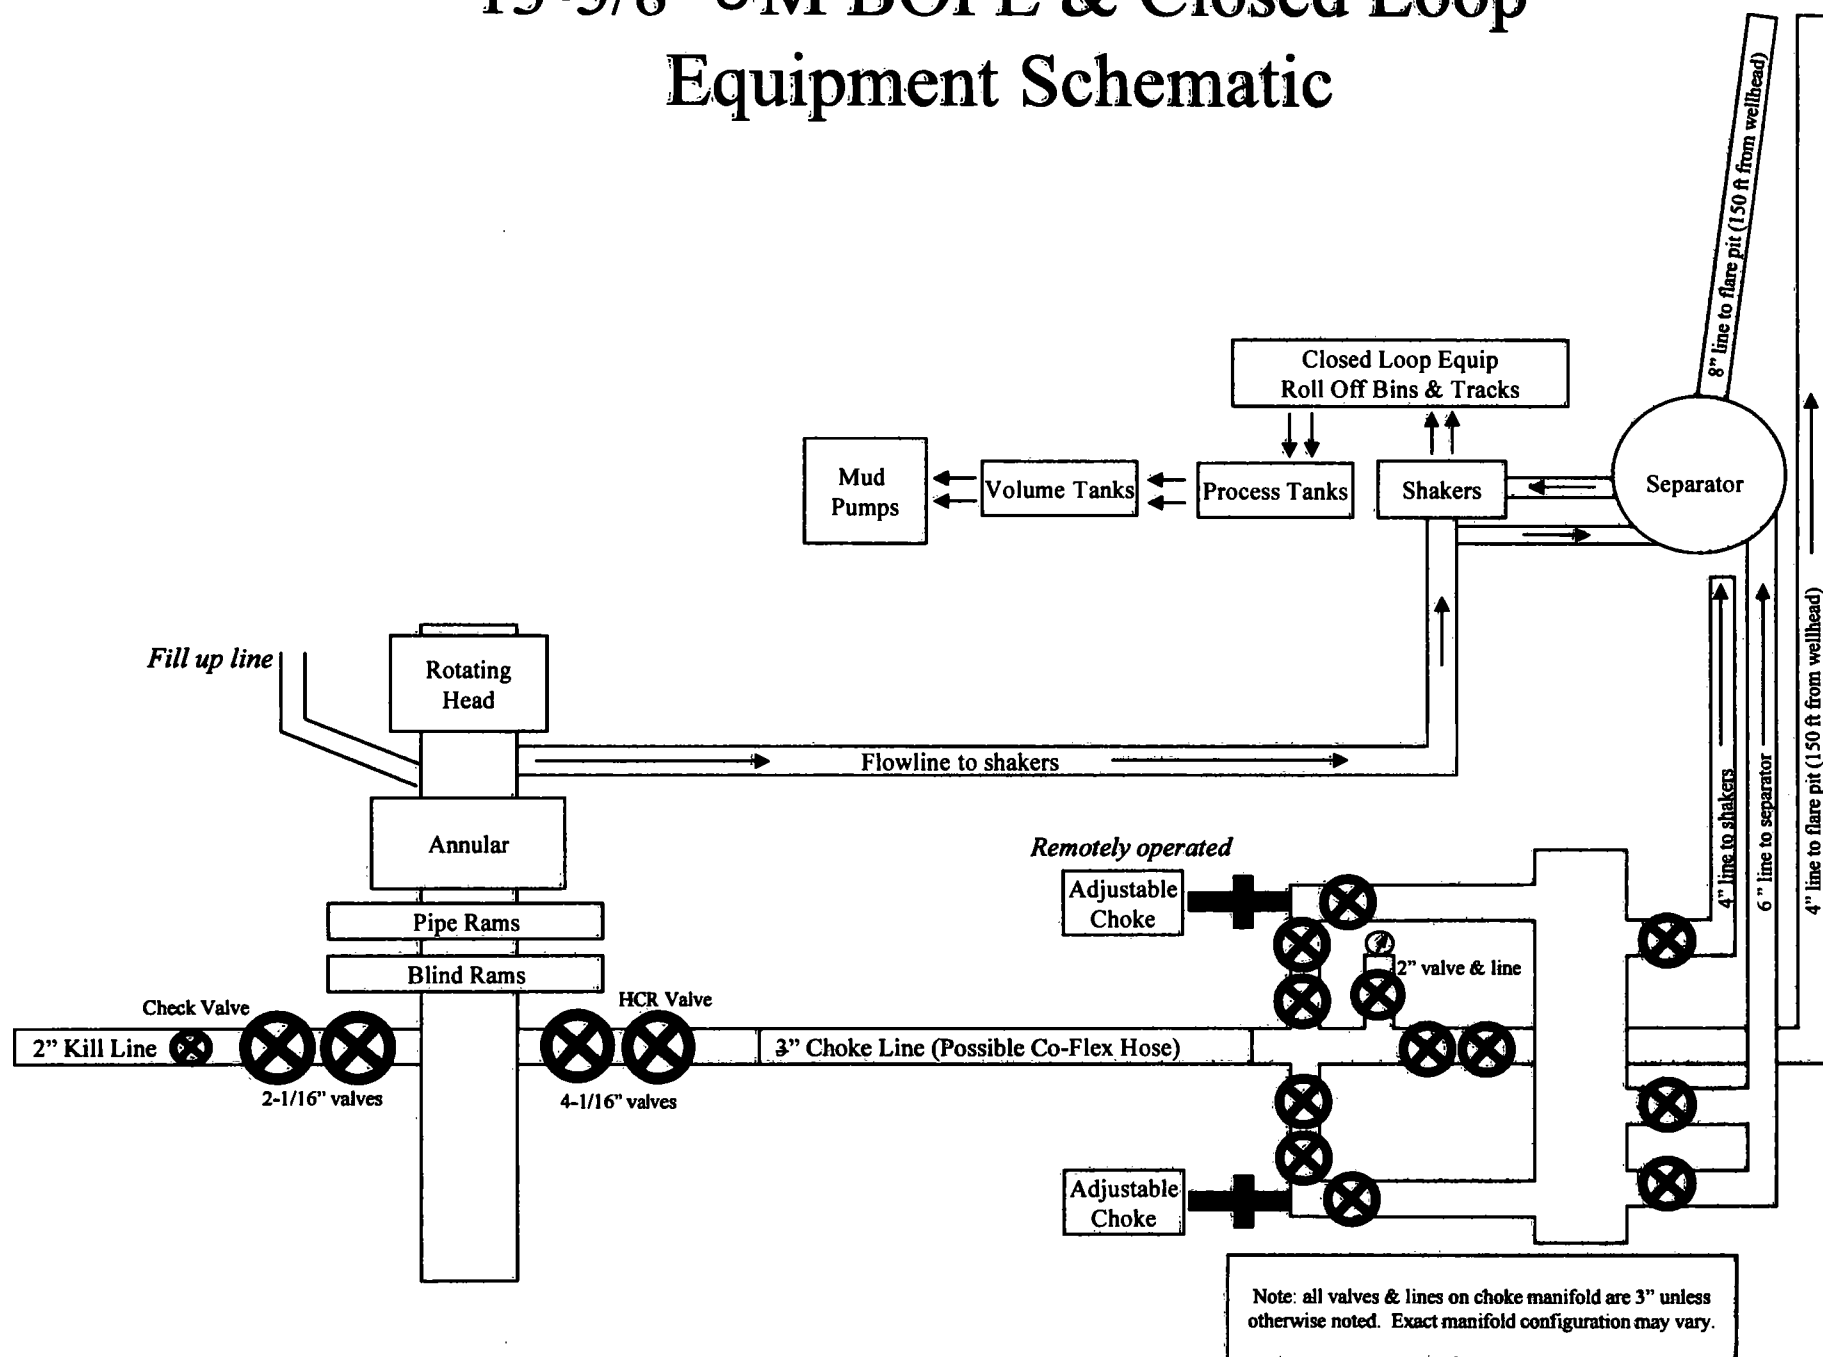 BOPE & Closed Loop
Equipment Schematic
8” line to flare pit (150 ft from wellhead)
Closed Loop Equip
Roll Off Bins & Tracks
Mud
Pumps
Volume Tanks
Process Tanks
Shakers
Separator
Fill up line
Rotating
Head
Flowline to shakers
Annular
Pipe Rams
Blind Rams
Check Valve
HCR Valve
2” Kill Line
2-1/16” valves
4-1/16” valves
3” Choke Line (Possible Co-Flex Hose)
Remotely operated
Adjustable
Choke
2” valve & line
Adjustable
Choke
4” line to shakers
6” line to separator
4” line to flare pit (150 ft from wellhead)
Note: all valves & lines on choke manifold are 3” unless
otherwise noted. Exact manifold configuration may vary.